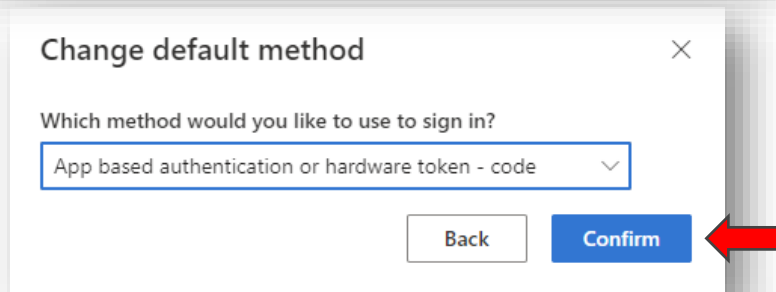 Change default method
Which method would you like to use to sign in?
App based authentication or hardware token - code
Back
Confirm